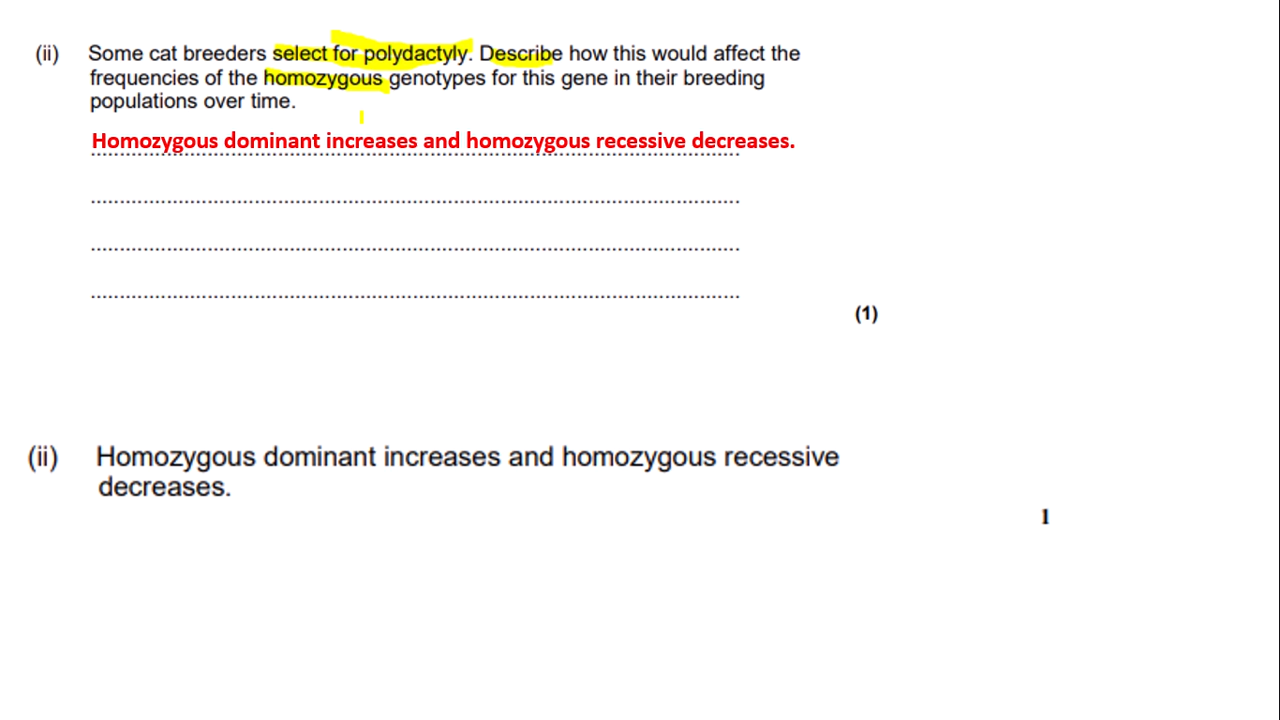 (ii) Some cat breeders select for polydactyly. Describe how this would affect the
frequencies of the homozygous genotypes for this gene in their breeding
populations over time.
Homozygous dominant increases and homozygous recessive decreases.
(1)
(ii) Homozygous dominant increases and homozygous recessive
decreases.
1